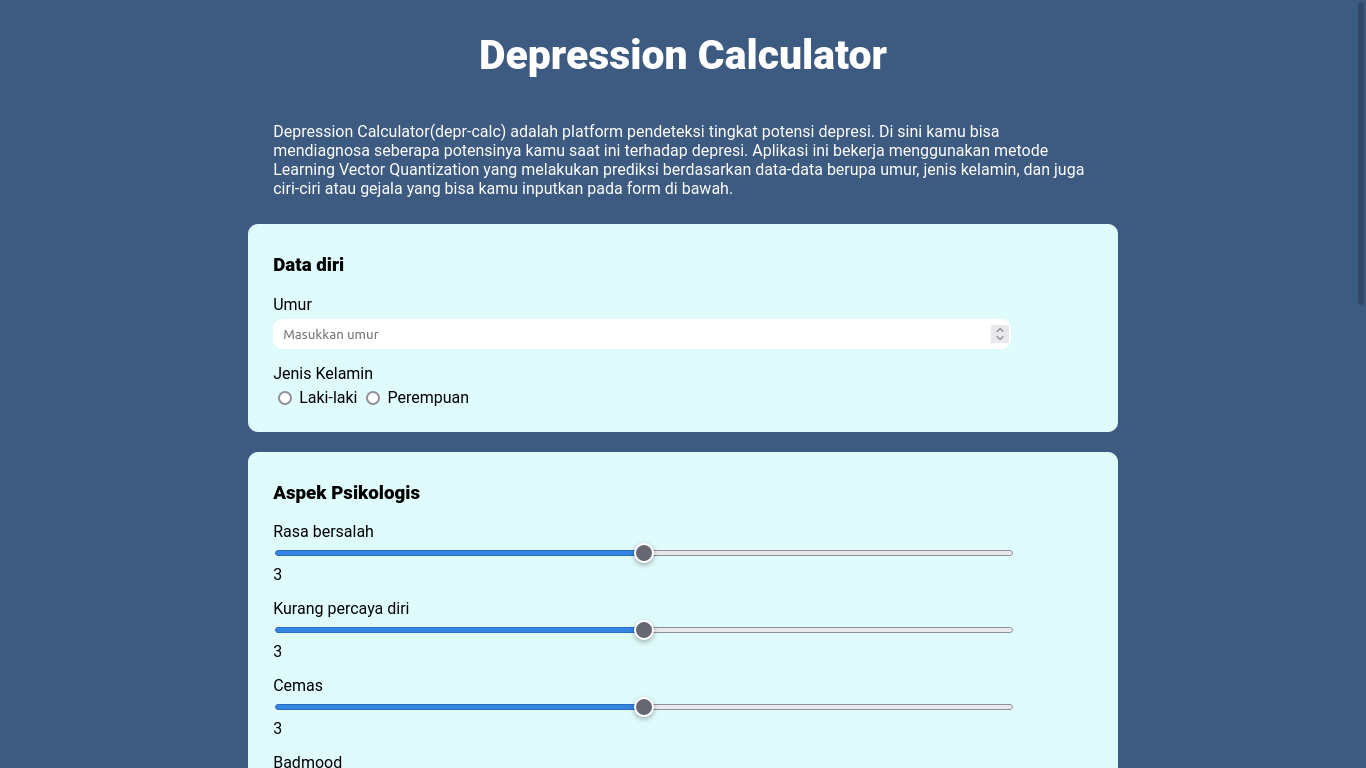 Depression Calculator
Depression Calculator(depr-calc) adalah platform pendeteksi tingkat potensi depresi. Di sini kamu bisa
mendiagnosa seberapa potensinya kamu saat ini terhadap depresi. Aplikasi ini bekerja menggunakan metode
Learning Vector Quantization yang melakukan prediksi berdasarkan data-data berupa umur, jenis kelamin, dan juga
ciri-ciri atau gejala yang bisa kamu inputkan pada form di bawah.
Data diri
Umur
Masukkan umur
Jenis Kelamin
Laki-laki Perempuan
Aspek Psikologis
Rasa bersalah
3
Kurang percaya diri
3
Cemas
3
Badmood